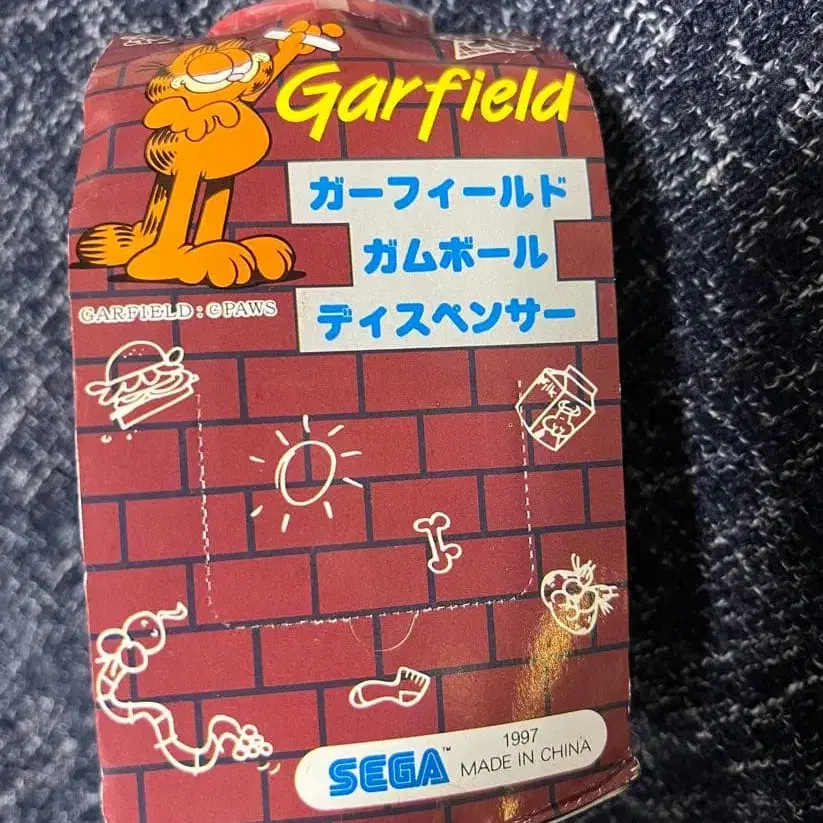 Garfield
ガーフィールド
ガムボール
ディスペンサー
GARFIELD : © PAWS
Milk
SEGA™
1997
MADE IN CHINA